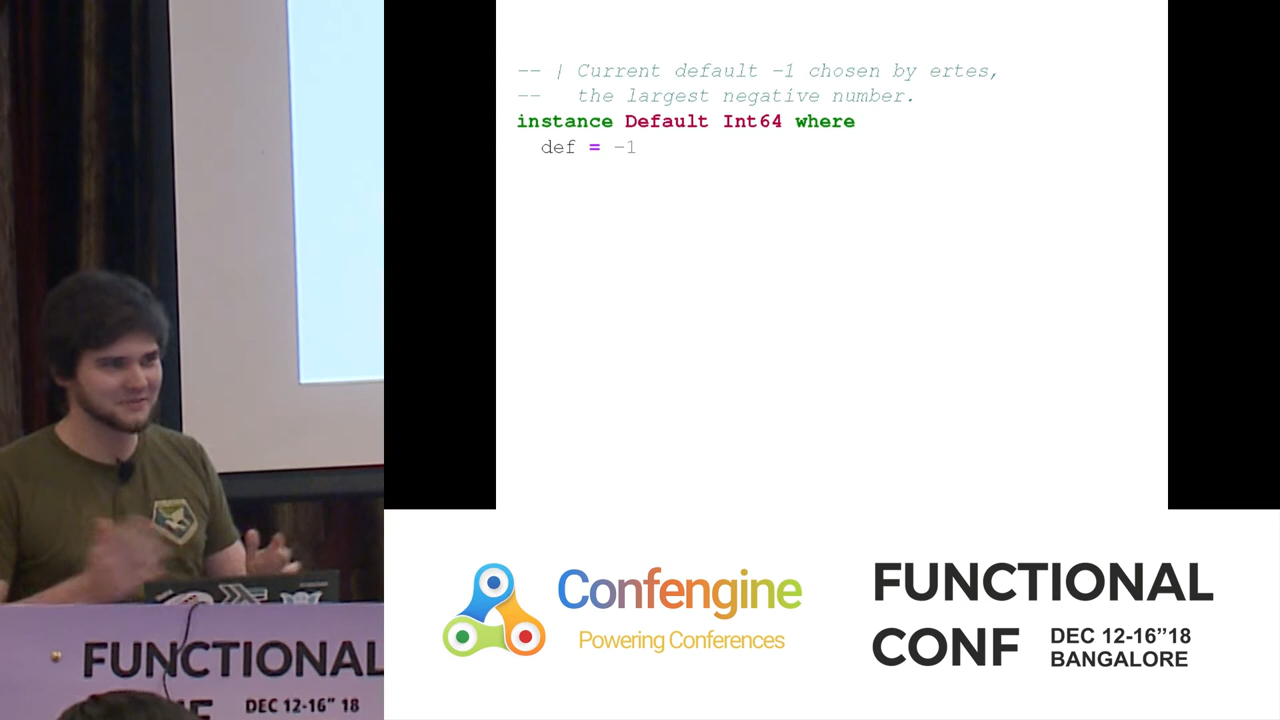 -- | Current default -1 chosen by ertes,
--   the largest negative number.
instance Default Int64 where
  def = -1
Confengine
Powering Conferences
FUNCTIONAL
CONF
DEC 12-16”18
BANGALORE
FUNCTIONAL
DEC 12-16” 18